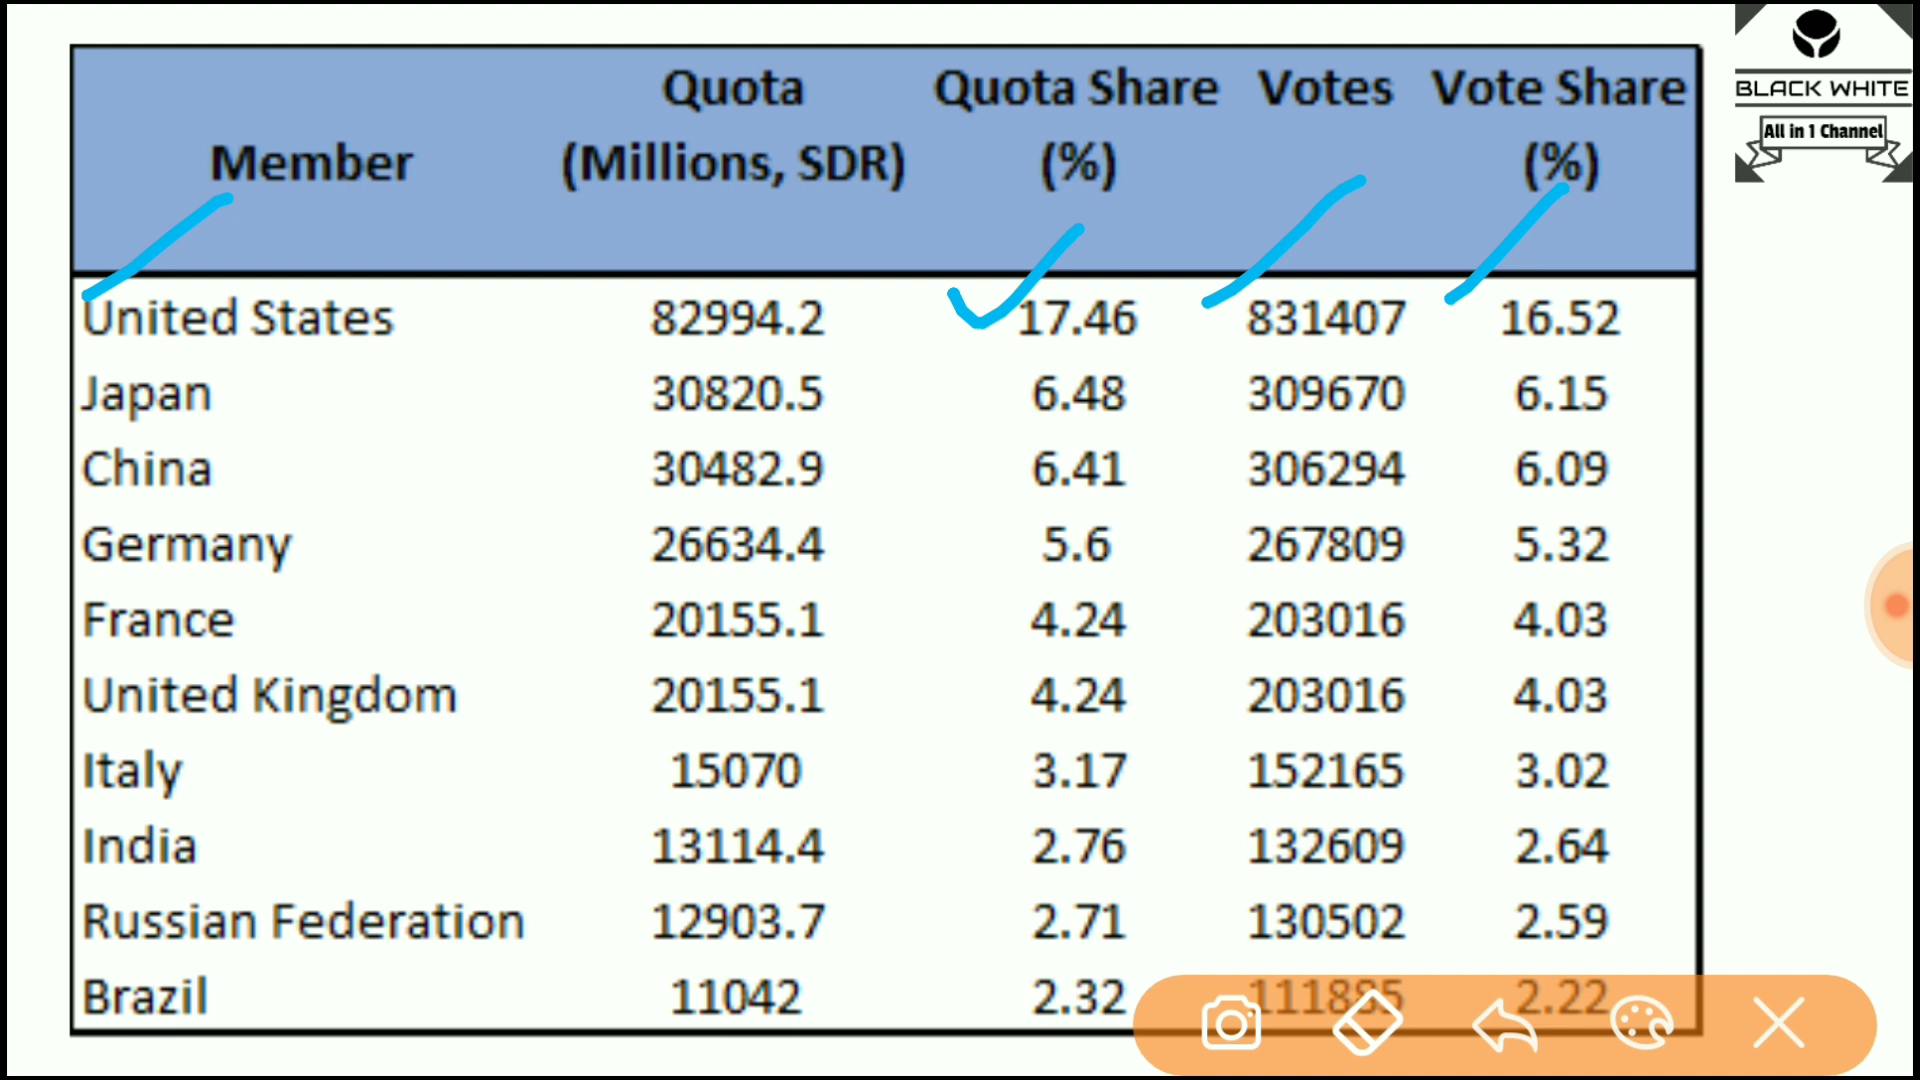 Quota Quota Share Votes Vote Share
Member (Millions, SDR) (%) (%)
United States 82994.2 17.46 831407 16.52
Japan 30820.5 6.48 309670 6.15
China 30482.9 6.41 306294 6.09
Germany 26634.4 5.6 267809 5.32
France 20155.1 4.24 203016 4.03
United Kingdom 20155.1 4.24 203016 4.03
Italy 15070 3.17 152165 3.02
India 13114.4 2.76 132609 2.64
Russian Federation 12903.7 2.71 130502 2.59
Brazil 11042 2.32 2.22
BLACK WHITE
All in 1 Channel